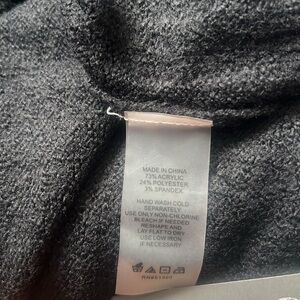 MADE IN CHINA
73% ACRYLIC
24% POLYESTER
3% SPANDEX
HAND WASH COLD
SEPARATELY
USE ONLY NON-CHLORINE
BLEACH IF NEEDED
RESHAPE AND
LAY FLAT TO DRY
USE LOW IRON
IF NECESSARY